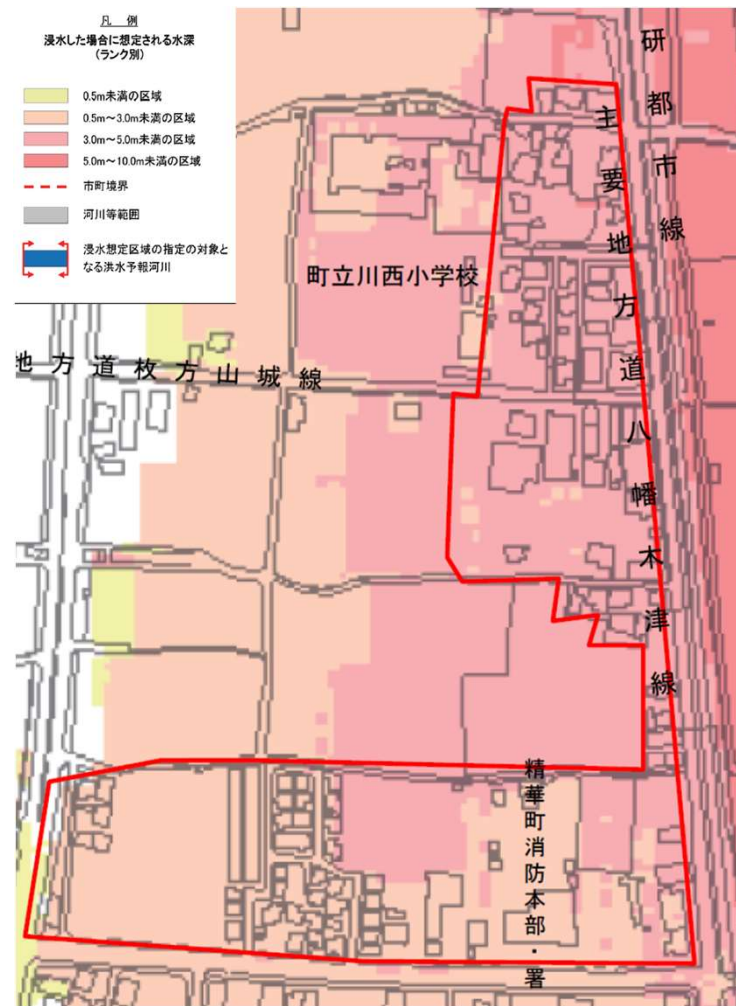 凡 例
浸水した場合に想定される水深
(ランク別)
0.5m未満の区域
0.5m～3.0m未満の区域
3.0m～5.0m未満の区域
5.0m～10.0m未満の区域
市町境界
河川等範囲
浸水想定区域の指定の対象と
なる洪水予報河川
研都市線
主要地方道八幡木津線
町立川西小学校
地方道枚方山城線
精華町消防本部・署